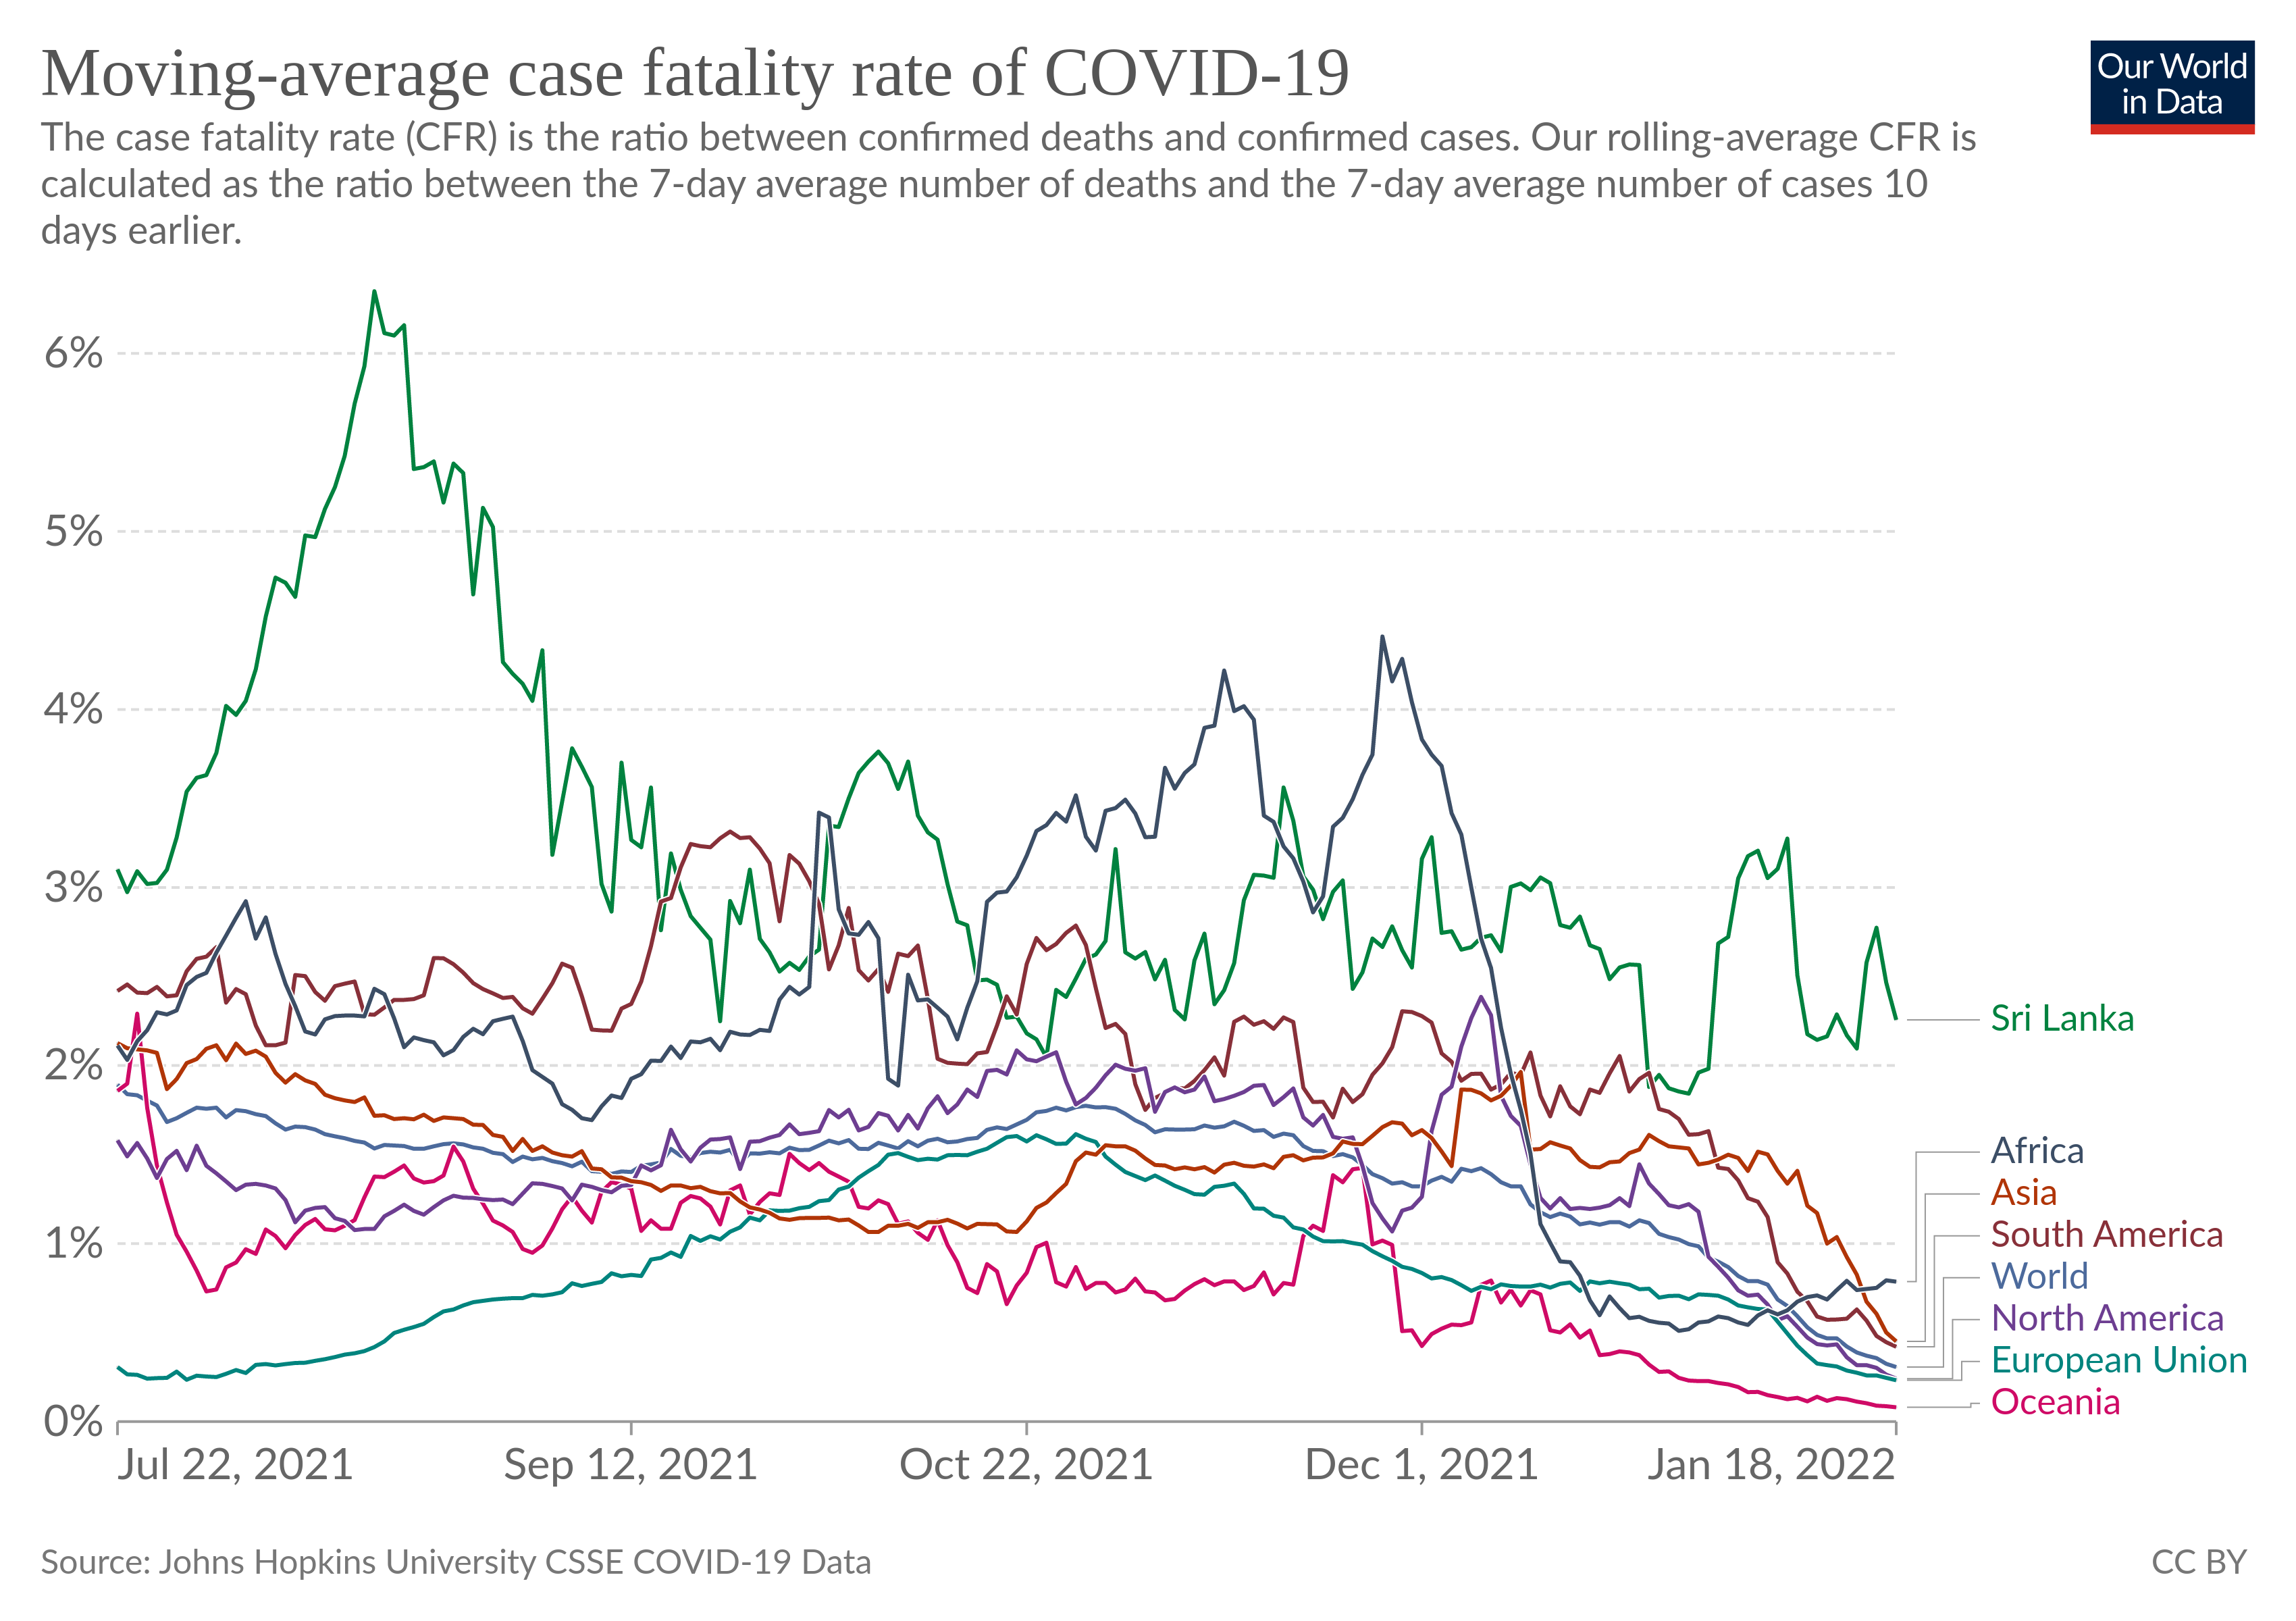 Moving-average case fatality rate of COVID-19
Our World
in Data
The case fatality rate (CFR) is the ratio between confirmed deaths and confirmed cases. Our rolling-average CFR is
calculated as the ratio between the 7-day average number of deaths and the 7-day average number of cases 10
days earlier.
6%
5%
4%
3%
2%
1%
0%
Sri Lanka
Africa
Asia
South America
World
North America
European Union
Oceania
Jul 22, 2021
Sep 12, 2021
Oct 22, 2021
Dec 1, 2021
Jan 18, 2022
Source: Johns Hopkins University CSSE COVID-19 Data
CC BY